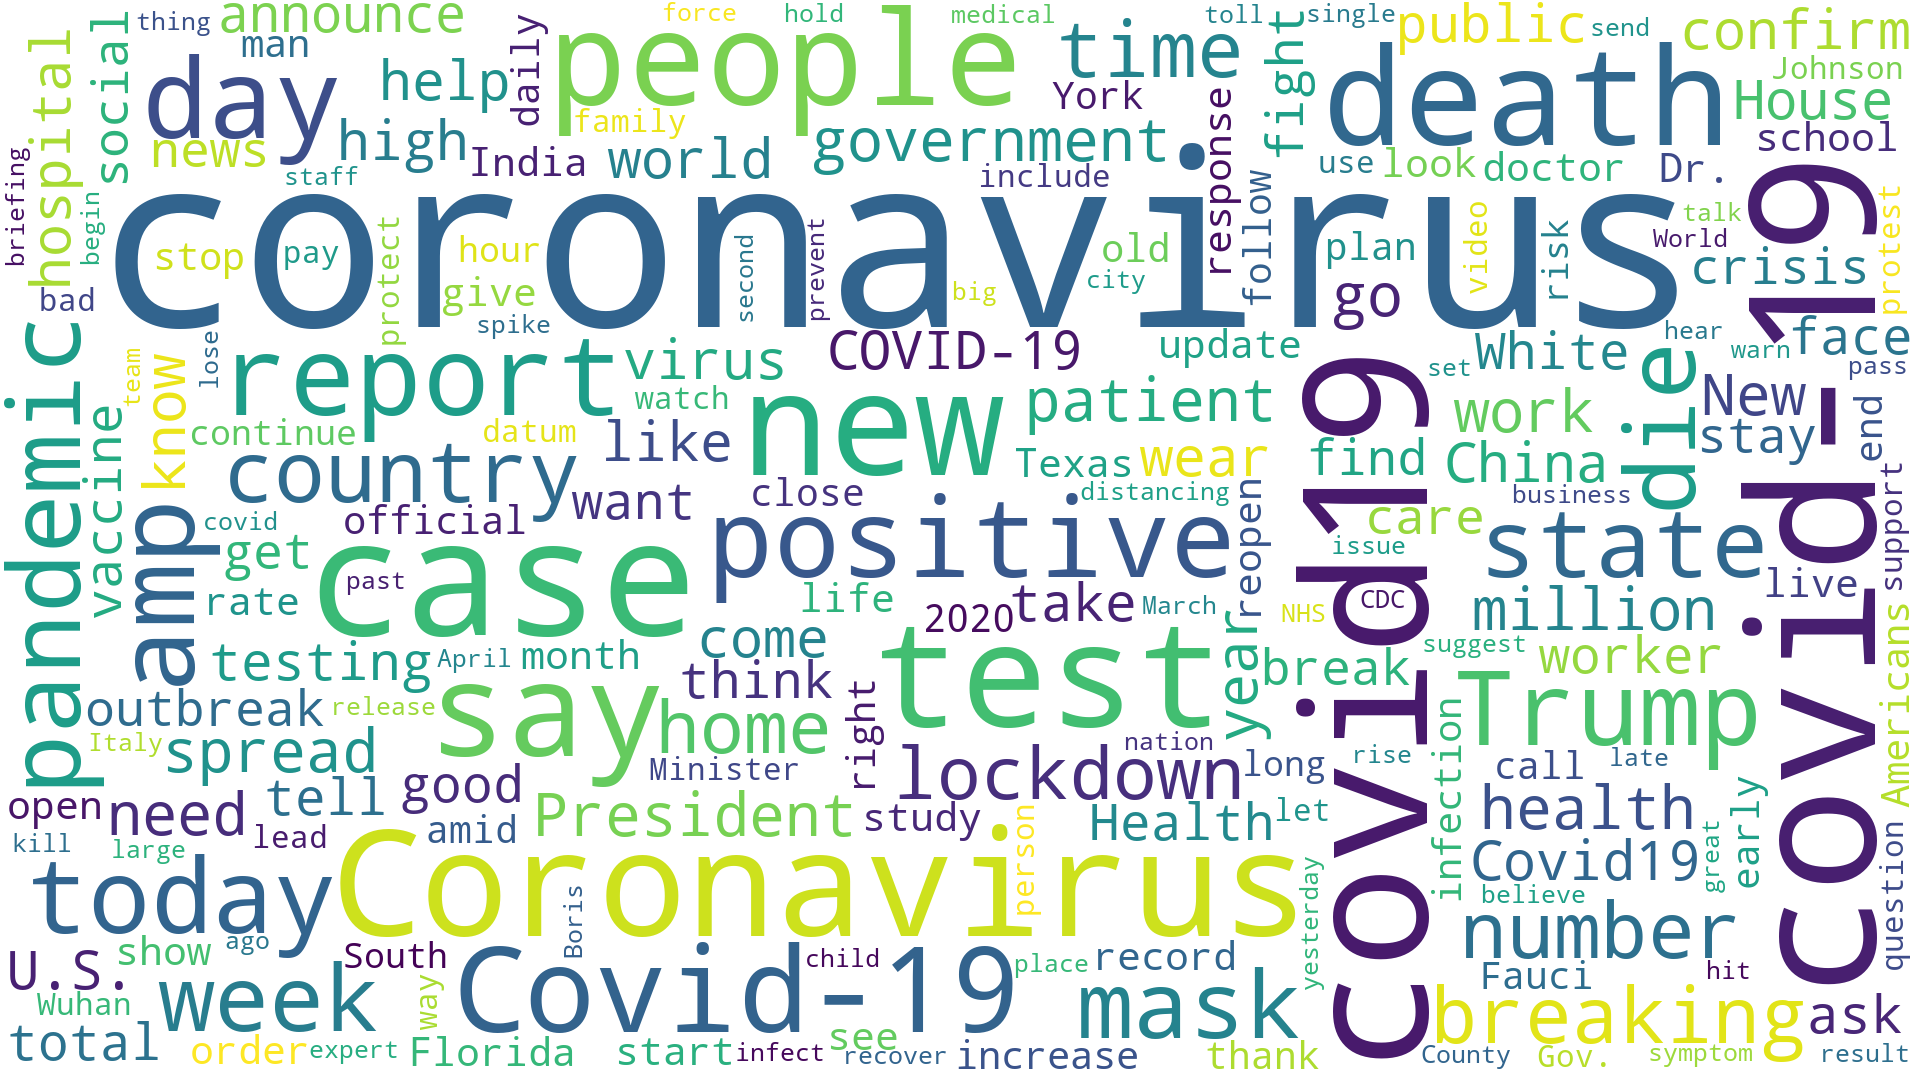 thing
announce
force
hold
medical
toll
single
public
send
confirm
man
social
hospital
day
help
daily
people
time
York
fight
death
Johnson
House
high
family
government
response
school
news
India
world
include
use
look
doctor
Dr.
briefing
begin
staff
coronavirus
follow
covid-19
protest
talk
World
stop
pay
protect
hour
second
prevent
old
plan
video
risk
crisis
bad
give
big
city
go
spike
pandemic
report
virus
COVID-19
update
covid19
set
White
hear
warn
face
pass
team
lose
know
watch
new
patient
work
die
New
stay
end
vaccine
continue
datum
like
Texas
wear
find
China
country
want
close
distancing
reopen
business
support
amp
covid
official
case
positive
care
state
get
issue
past
live
rate
life
2020
take
March
year
NHS
CDC
million
Americans
testing
April
month
come
test
break
suggest
worker
outbreak
release
say
home
think
right
infection
Trump
Italy
spread
Minister
lockdown
nation
long
rise
call
late
open
need
tell
good
President
study
Health
let
health
early
kill
large
lead
amid
person
Coronavirus
Covid19
great
question
today
Boris
yesterday
believe
number
U.S.
show
ago
South
Covid-19
child
place
record
Fauci
hit
Wuhan
week
way
mask
breaking
ask
total
order
expert
Florida
start
infect
see
recover
increase
thank
County
Gov.
symptom
result